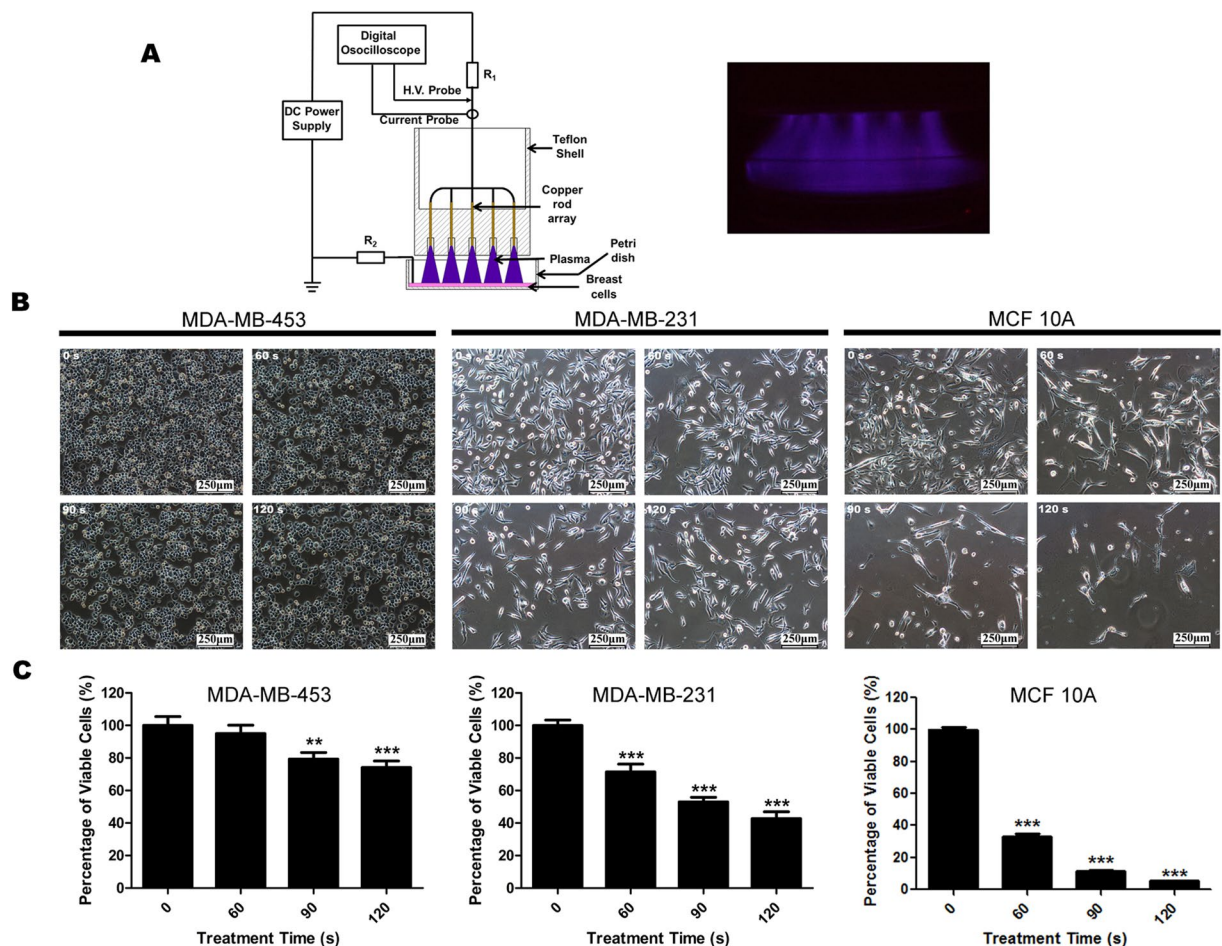 A
Digital
Osocilloscope
R1
H.V. Probe
DC Power
Supply
Current Probe
Teflon
Shell
Copper
rod
array
R2
Plasma
Petri
dish
Breast
cells
B
MDA-MB-453
MDA-MB-231
MCF 10A
0 s
60 s
0 s
60 s
0 s
60 s
250µm
250µm
250µm
250µm
250µm
250µm
90 s
120 s
90 s
120 s
90 s
120 s
250µm
250µm
250µm
250µm
250µm
250µm
C
MDA-MB-453
Percentage of Viable Cells (%)
120
100
80
60
40
20
0
**
***
0
60
90
120
Treatment Time (s)
MDA-MB-231
Percentage of Viable Cells (%)
120
100
80
60
40
20
0
***
***
***
0
60
90
120
Treatment Time (s)
MCF 10A
Percentage of Viable Cells (%)
120
100
80
60
40
20
0
***
***
***
0
60
90
120
Treatment Time (s)